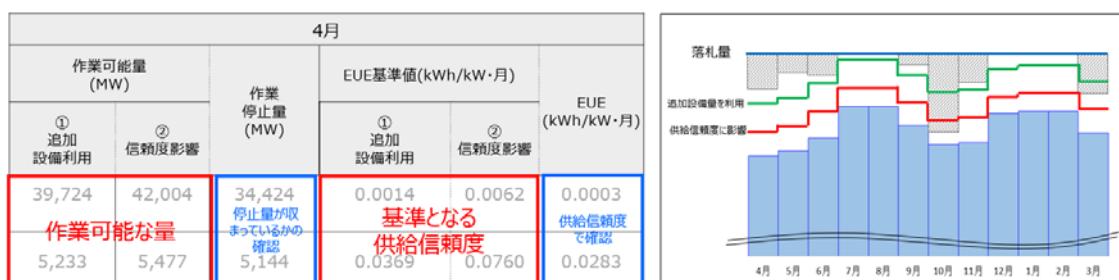 4月
作業可能量
(MW)
作業
停止量
(MW)
EUE基準値(kWh/kW・月)
EUE
(kWh/kW・月)
①
追加
設備利用
②
信頼度影響
①
追加
設備利用
②
信頼度影響
39,724 42,004 34,424 0.0014 0.0062 0.0003
作業可能な量
停止量が収
まっているかの
確認
基準となる
供給信頼度
供給信頼度
で確認
5,233 5,477 5,144 0.0369 0.0760 0.0283
落札量
追加設備量を利用
供給信頼度に影響
4月 5月 6月 7月 8月 9月 10月 11月 12月 1月 2月 3月